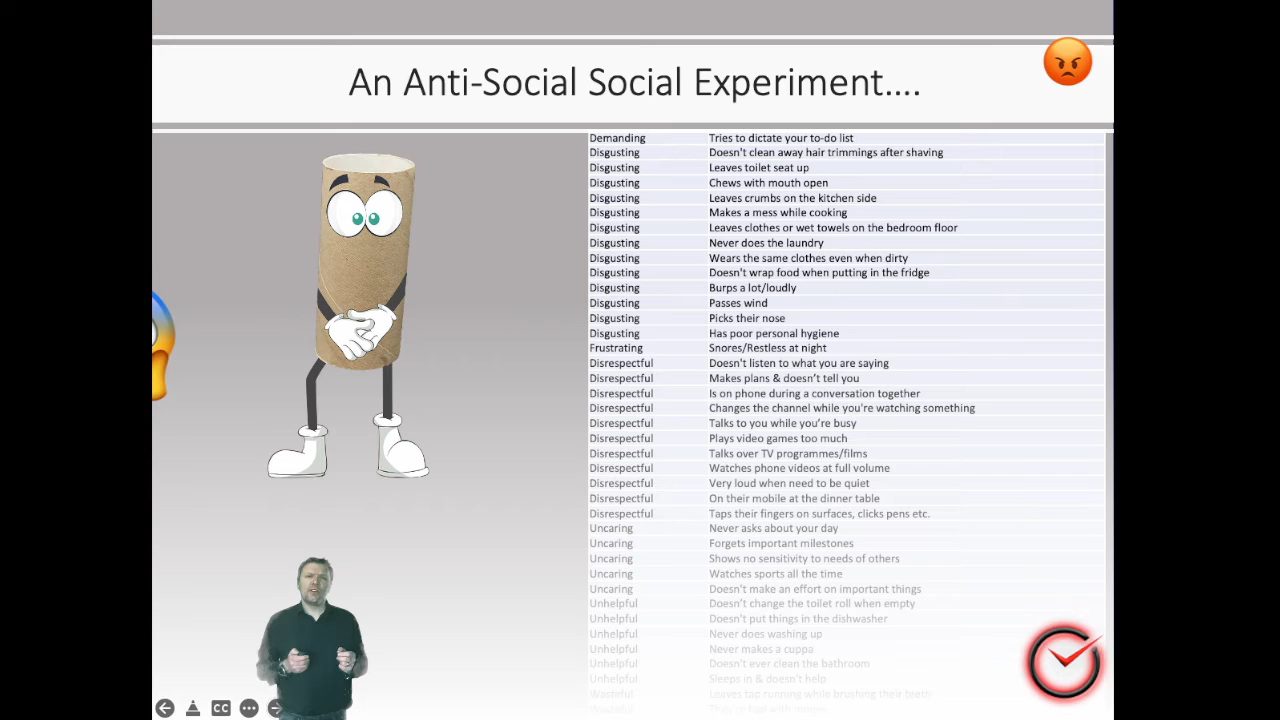 An Anti-Social Social Experiment....
Demanding Tries to dictate your to-do list
Disgusting Doesn't clean away hair trimmings after shaving
Disgusting Leaves toilet seat up
Disgusting Chews with mouth open
Disgusting Leaves crumbs on the kitchen side
Disgusting Makes a mess while cooking
Disgusting Leaves clothes or wet towels on the bedroom floor
Disgusting Never does the laundry
Disgusting Wears the same clothes even when dirty
Disgusting Doesn't wrap food when putting in the fridge
Disgusting Burps a lot/loudly
Disgusting Passes wind
Disgusting Picks their nose
Disgusting Has poor personal hygiene
Frustrating Snores/Restless at night
Disrespectful Doesn't listen to what you are saying
Disrespectful Makes plans & doesn't tell you
Disrespectful Is on phone during a conversation together
Disrespectful Changes the channel while you're watching something
Disrespectful Talks to you while you're busy
Disrespectful Plays video games too much
Disrespectful Talks over TV programmes/films
Disrespectful Watches phone videos at full volume
Disrespectful Very loud when need to be quiet
Disrespectful On their mobile at the dinner table
Disrespectful Taps their fingers on surfaces, clicks pens etc.
Uncaring Never asks about your day
Uncaring Forgets important milestones
Uncaring Shows no sensitivity to needs of others
Uncaring Watches sports all the time
Uncaring Doesn't make an effort on important things
Unhelpful Doesn't change the toilet roll when empty
Unhelpful Doesn't put things in the dishwasher
Unhelpful Never does washing up
Unhelpful Never makes a cuppa
Unhelpful Doesn't ever clean the bathroom
Unhelpful Sleeps in & doesn't help
Wasteful Leaves tap running while brushing their teeth
Wasteful
CC